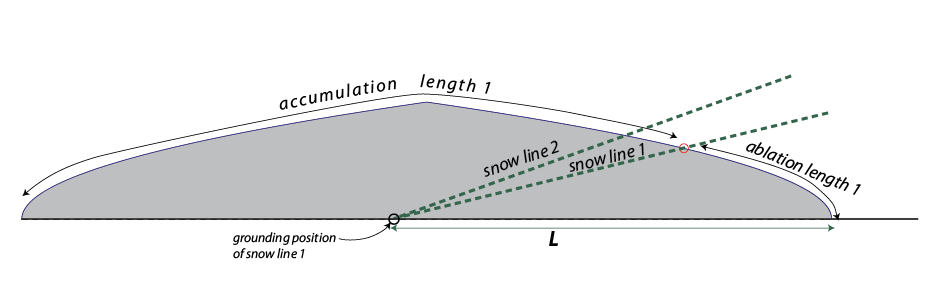 accumulation length 1
snow line 2
snow line 1
ablation length 1
grounding position
of snow line 1
L